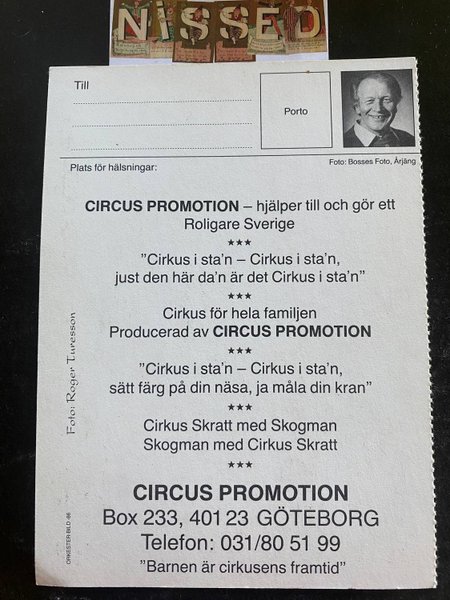 NiSSED
Till
Porto
Foto: Bosses Foto, Årjäng
Plats för hälsningar:
CIRCUS PROMOTION – hjälper till och gör ett
Roligare Sverige
★★★
”Cirkus i sta’n – Cirkus i sta’n,
just den här da’n är det Cirkus i sta’n”
★★★
Cirkus för hela familjen
Producerad av CIRCUS PROMOTION
★★★
”Cirkus i sta’n – Cirkus i sta’n,
sätt färg på din näsa, ja måla din kran”
★★★
Cirkus Skratt med Skogman
Skogman med Cirkus Skratt
★★★
CIRCUS PROMOTION
Box 233, 401 23 GÖTEBORG
Telefon: 031/80 51 99
”Barnen är cirkusens framtid”
Foto: Roger Turesson
ORKESTER-BILD -86